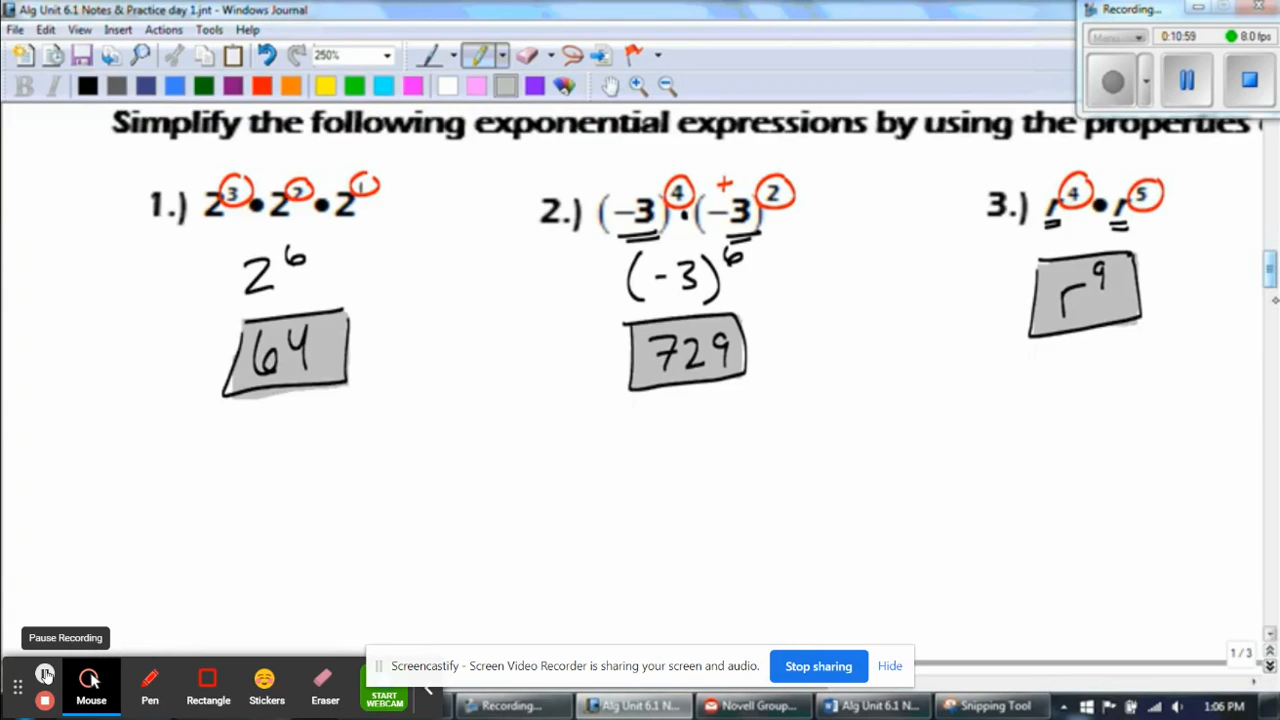 Alg Unit 6.1 Notes & Practice day 1.jnt - Windows Journal
Recording...
File Edit View Insert Actions Tools Help
Menu
0:10:59
8.0 fps
250%
B I
Simplify the following exponential expressions by using the properties
1.) 2³•2²•2¹
2.) (−3)⁴·(−3)²
+
3.) r⁴•r⁵
2⁶
(-3)⁶
r⁹
64
729
Pause Recording
1/3
Screencastify - Screen Video Recorder is sharing your screen and audio.
Stop sharing
Hide
Mouse
Pen
Rectangle
Stickers
Eraser
START WEBCAM
Recording...
Alg Unit 6.1 N...
Novell Group...
Alg Unit 6.1 N...
Snipping Tool
1:06 PM